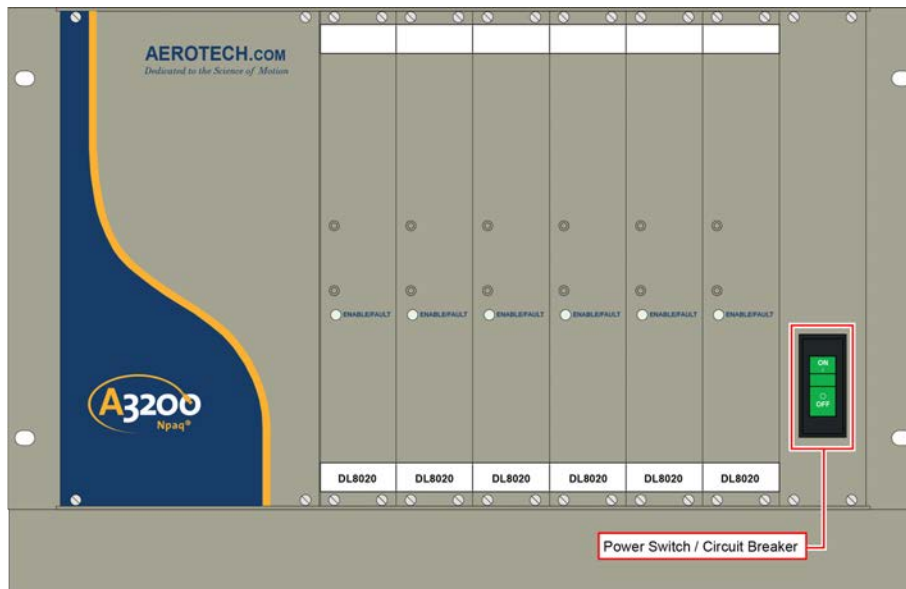 AEROTECH.COM
Dedicated to the Science of Motion
ENABLE/FAULT
ENABLE/FAULT
ENABLE/FAULT
ENABLE/FAULT
ENABLE/FAULT
ENABLE/FAULT
ON
I
O
OFF
A3200
Npaq®
DL8020
DL8020
DL8020
DL8020
DL8020
DL8020
Power Switch / Circuit Breaker